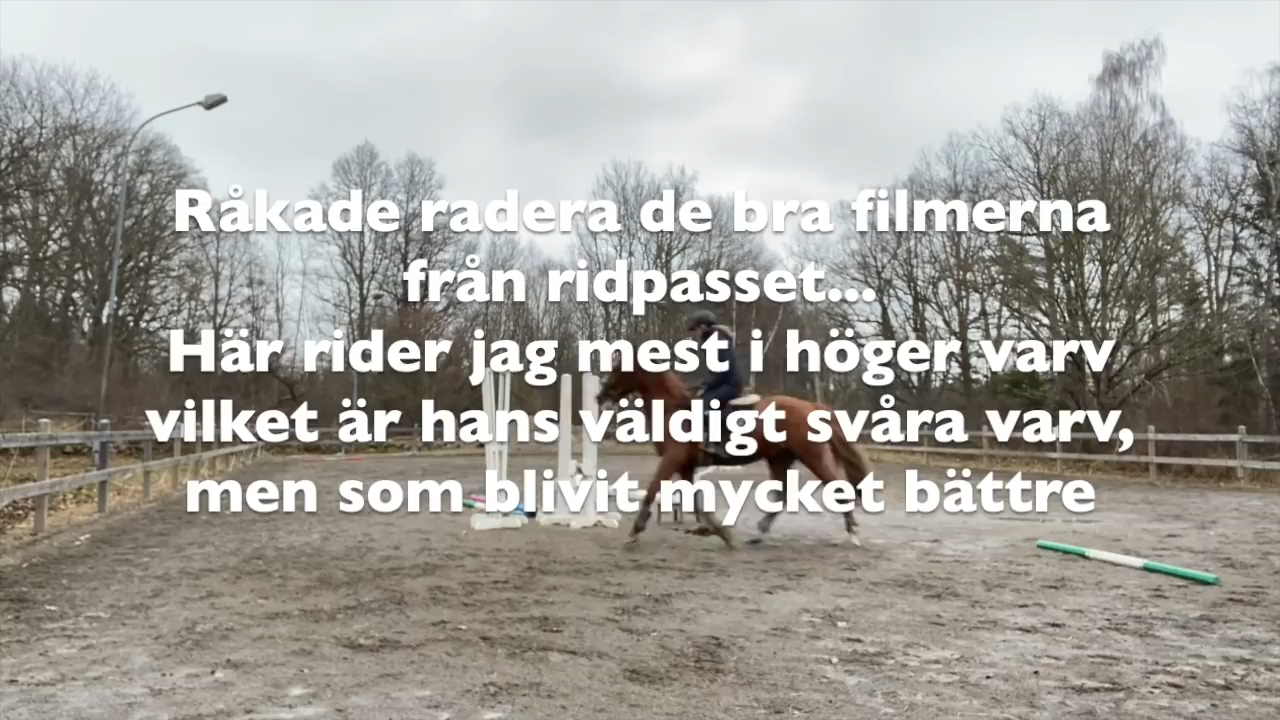 Råkade radera de bra filmerna
från ridpasset...
Här rider jag mest i höger varv
vilket är hans väldigt svåra varv,
men som blivit mycket bättre